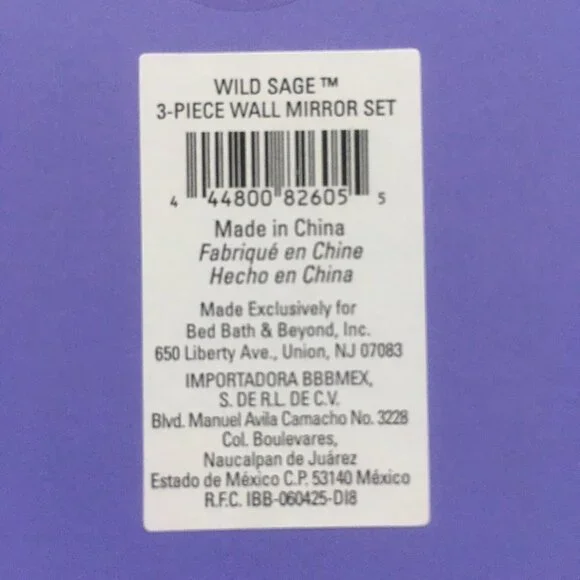 WILD SAGE ™
3-PIECE WALL MIRROR SET
4 44800 82605 5
Made in China
Fabriqué en Chine
Hecho en China
Made Exclusively for
Bed Bath & Beyond, Inc.
650 Liberty Ave., Union, NJ 07083
IMPORTADORA BBBMEX,
S. DE R.L. DE C.V.
Blvd. Manuel Avila Camacho No. 3228
Col. Boulevares,
Naucalpan de Juárez
Estado de México C.P. 53140 México
R.F.C. IBB-060425-DI8